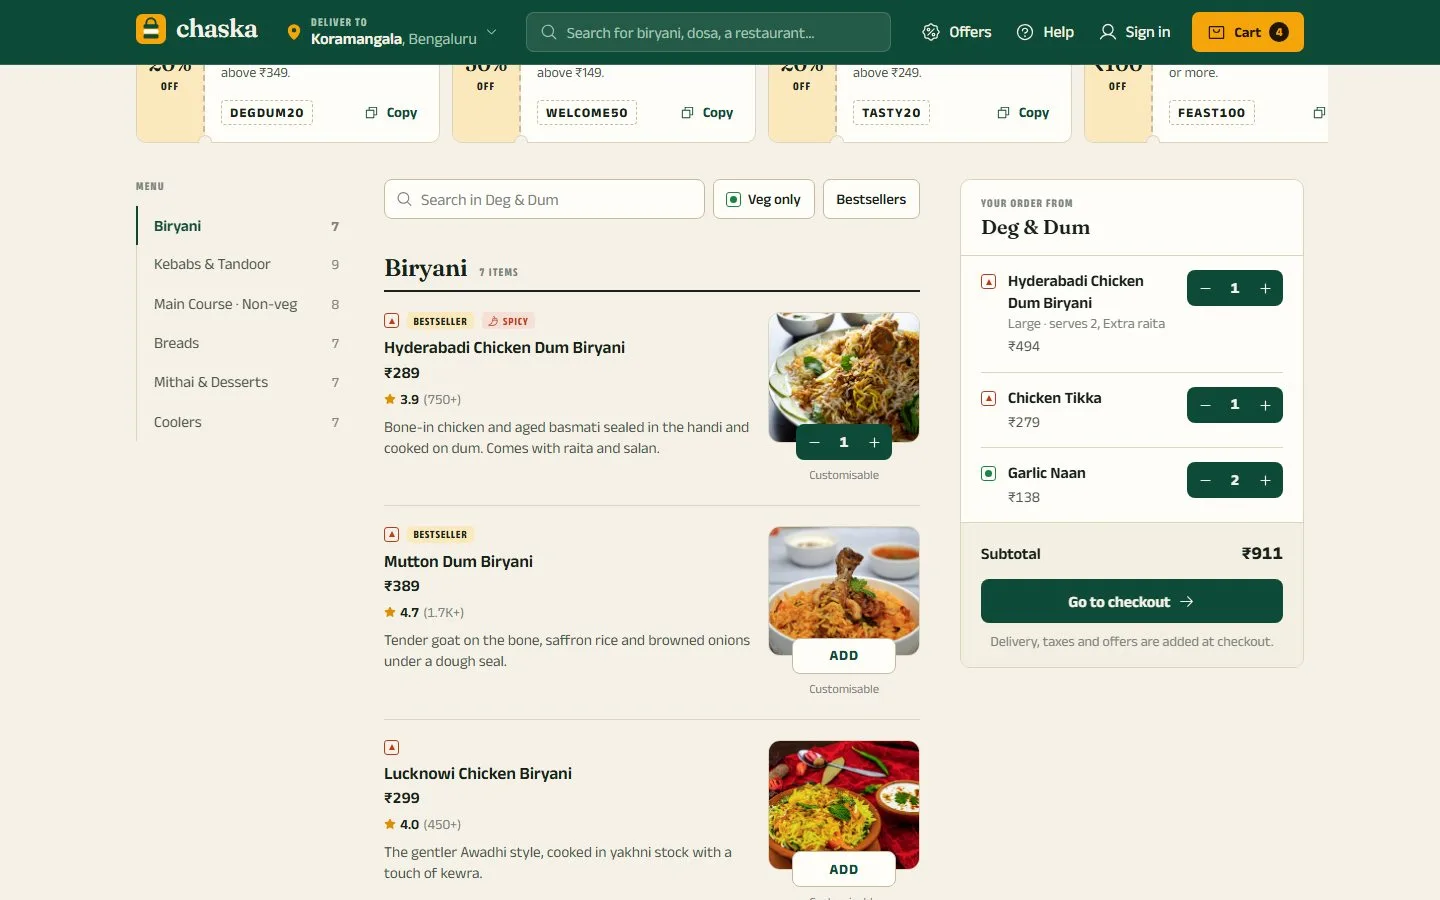 chaska
DELIVER TO
Koramangala, Bengaluru
Search for biryani, dosa, a restaurant...
Offers
Help
Sign in
Cart 4
OFF
above ₹349.
DEGDUM20
Copy
OFF
above ₹149.
WELCOME50
Copy
OFF
above ₹249.
TASTY20
Copy
OFF
or more.
FEAST100
MENU
Biryani 7
Kebabs & Tandoor 9
Main Course · Non-veg 8
Breads 7
Mithai & Desserts 7
Coolers 7
Search in Deg & Dum
Veg only
Bestsellers
Biryani 7 ITEMS
BESTSELLER SPICY
Hyderabadi Chicken Dum Biryani
₹289
3.9 (750+)
Bone-in chicken and aged basmati sealed in the handi and
cooked on dum. Comes with raita and salan.
− 1 +
Customisable
BESTSELLER
Mutton Dum Biryani
₹389
4.7 (1.7K+)
Tender goat on the bone, saffron rice and browned onions
under a dough seal.
ADD
Customisable
Lucknowi Chicken Biryani
₹299
4.0 (450+)
The gentler Awadhi style, cooked in yakhni stock with a
touch of kewra.
ADD
YOUR ORDER FROM
Deg & Dum
Hyderabadi Chicken
Dum Biryani
Large · serves 2, Extra raita
₹494
− 1 +
Chicken Tikka
₹279
− 1 +
Garlic Naan
₹138
− 2 +
Subtotal ₹911
Go to checkout →
Delivery, taxes and offers are added at checkout.